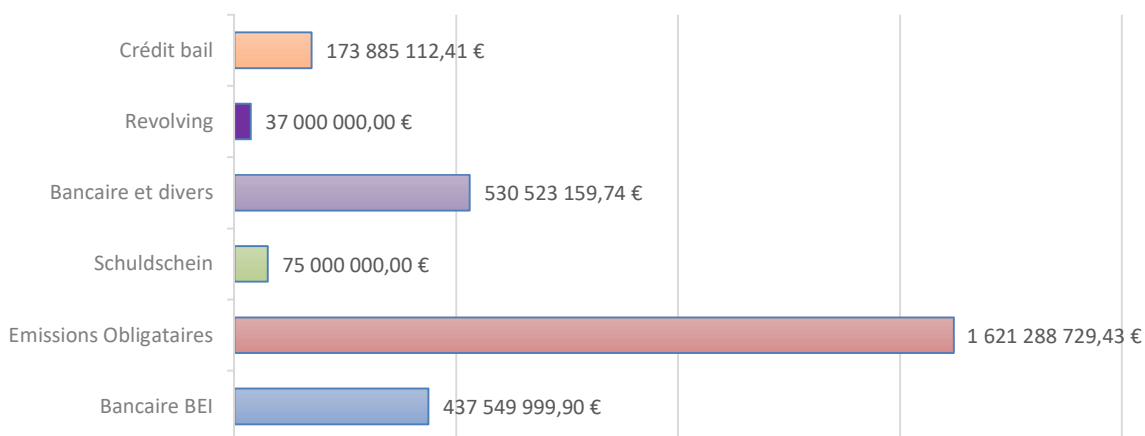 Crédit bail 173 885 112,41 €
Revolving 37 000 000,00 €
Bancaire et divers 530 523 159,74 €
Schuldschein 75 000 000,00 €
Emissions Obligataires 1 621 288 729,43 €
Bancaire BEI 437 549 999,90 €